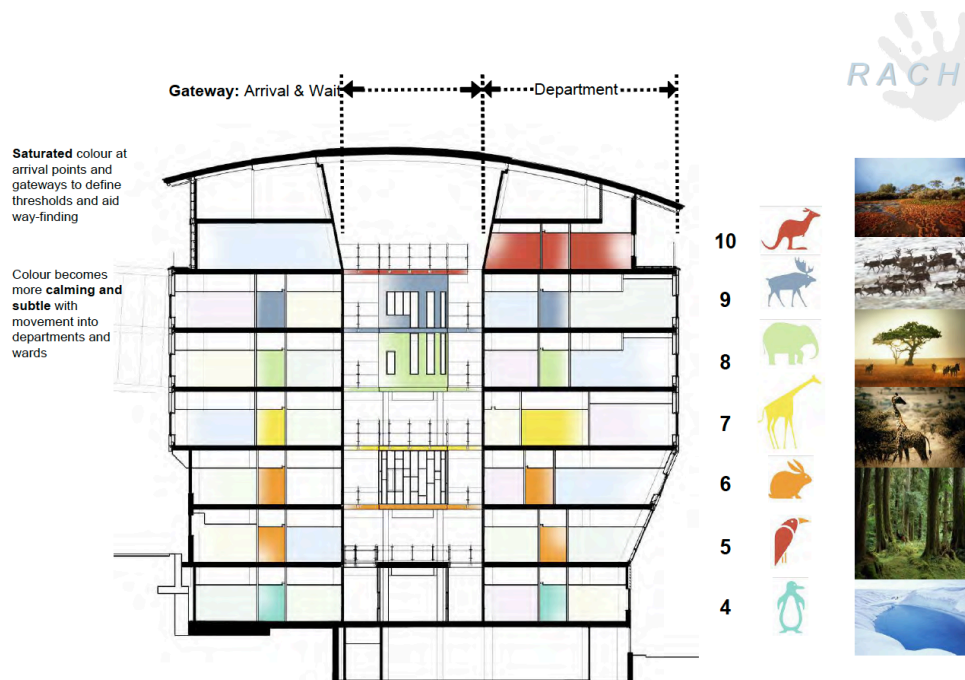 RACH
Gateway: Arrival & Wait
Department
Saturated colour at
arrival points and
gateways to define
thresholds and aid
way-finding
Colour becomes
more calming and
subtle with
movement into
departments and
wards
10
9
8
7
6
5
4